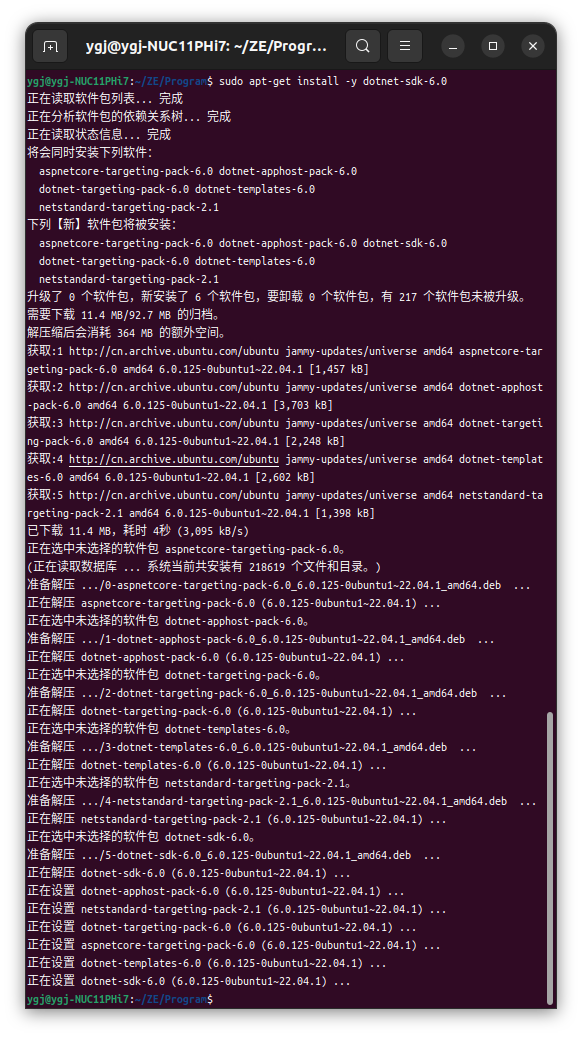 ygj@ygj-NUC11PHi7: ~/ZE/Progr...
ygj@ygj-NUC11PHi7:~/ZE/Program$ sudo apt-get install -y dotnet-sdk-6.0
正在读取软件包列表... 完成
正在分析软件包的依赖关系树... 完成
正在读取状态信息... 完成
将会同时安装下列软件：
  aspnetcore-targeting-pack-6.0 dotnet-apphost-pack-6.0
  dotnet-targeting-pack-6.0 dotnet-templates-6.0
  netstandard-targeting-pack-2.1
下列【新】软件包将被安装：
  aspnetcore-targeting-pack-6.0 dotnet-apphost-pack-6.0 dotnet-sdk-6.0
  dotnet-targeting-pack-6.0 dotnet-templates-6.0
  netstandard-targeting-pack-2.1
升级了 0 个软件包，新安装了 6 个软件包，要卸载 0 个软件包，有 217 个软件包未被升级。
需要下载 11.4 MB/92.7 MB 的归档。
解压缩后会消耗 364 MB 的额外空间。
获取:1 http://cn.archive.ubuntu.com/ubuntu jammy-updates/universe amd64 aspnetcore-tar
geting-pack-6.0 amd64 6.0.125-0ubuntu1~22.04.1 [1,457 kB]
获取:2 http://cn.archive.ubuntu.com/ubuntu jammy-updates/universe amd64 dotnet-apphost
-pack-6.0 amd64 6.0.125-0ubuntu1~22.04.1 [3,703 kB]
获取:3 http://cn.archive.ubuntu.com/ubuntu jammy-updates/universe amd64 dotnet-targeti
ng-pack-6.0 amd64 6.0.125-0ubuntu1~22.04.1 [2,248 kB]
获取:4 http://cn.archive.ubuntu.com/ubuntu jammy-updates/universe amd64 dotnet-templat
es-6.0 amd64 6.0.125-0ubuntu1~22.04.1 [2,602 kB]
获取:5 http://cn.archive.ubuntu.com/ubuntu jammy-updates/universe amd64 netstandard-ta
rgeting-pack-2.1 amd64 6.0.125-0ubuntu1~22.04.1 [1,398 kB]
已下载 11.4 MB，耗时 4秒 (3,095 kB/s)
正在选中未选择的软件包 aspnetcore-targeting-pack-6.0。
(正在读取数据库 ... 系统当前共安装有 218619 个文件和目录。)
准备解压 .../0-aspnetcore-targeting-pack-6.0_6.0.125-0ubuntu1~22.04.1_amd64.deb  ...
正在解压 aspnetcore-targeting-pack-6.0 (6.0.125-0ubuntu1~22.04.1) ...
正在选中未选择的软件包 dotnet-apphost-pack-6.0。
准备解压 .../1-dotnet-apphost-pack-6.0_6.0.125-0ubuntu1~22.04.1_amd64.deb  ...
正在解压 dotnet-apphost-pack-6.0 (6.0.125-0ubuntu1~22.04.1) ...
正在选中未选择的软件包 dotnet-targeting-pack-6.0。
准备解压 .../2-dotnet-targeting-pack-6.0_6.0.125-0ubuntu1~22.04.1_amd64.deb  ...
正在解压 dotnet-targeting-pack-6.0 (6.0.125-0ubuntu1~22.04.1) ...
正在选中未选择的软件包 dotnet-templates-6.0。
准备解压 .../3-dotnet-templates-6.0_6.0.125-0ubuntu1~22.04.1_amd64.deb  ...
正在解压 dotnet-templates-6.0 (6.0.125-0ubuntu1~22.04.1) ...
正在选中未选择的软件包 netstandard-targeting-pack-2.1。
准备解压 .../4-netstandard-targeting-pack-2.1_6.0.125-0ubuntu1~22.04.1_amd64.deb  ...
正在解压 netstandard-targeting-pack-2.1 (6.0.125-0ubuntu1~22.04.1) ...
正在选中未选择的软件包 dotnet-sdk-6.0。
准备解压 .../5-dotnet-sdk-6.0_6.0.125-0ubuntu1~22.04.1_amd64.deb  ...
正在解压 dotnet-sdk-6.0 (6.0.125-0ubuntu1~22.04.1) ...
正在设置 dotnet-apphost-pack-6.0 (6.0.125-0ubuntu1~22.04.1) ...
正在设置 netstandard-targeting-pack-2.1 (6.0.125-0ubuntu1~22.04.1) ...
正在设置 dotnet-targeting-pack-6.0 (6.0.125-0ubuntu1~22.04.1) ...
正在设置 aspnetcore-targeting-pack-6.0 (6.0.125-0ubuntu1~22.04.1) ...
正在设置 dotnet-templates-6.0 (6.0.125-0ubuntu1~22.04.1) ...
正在设置 dotnet-sdk-6.0 (6.0.125-0ubuntu1~22.04.1) ...
ygj@ygj-NUC11PHi7:~/ZE/Program$